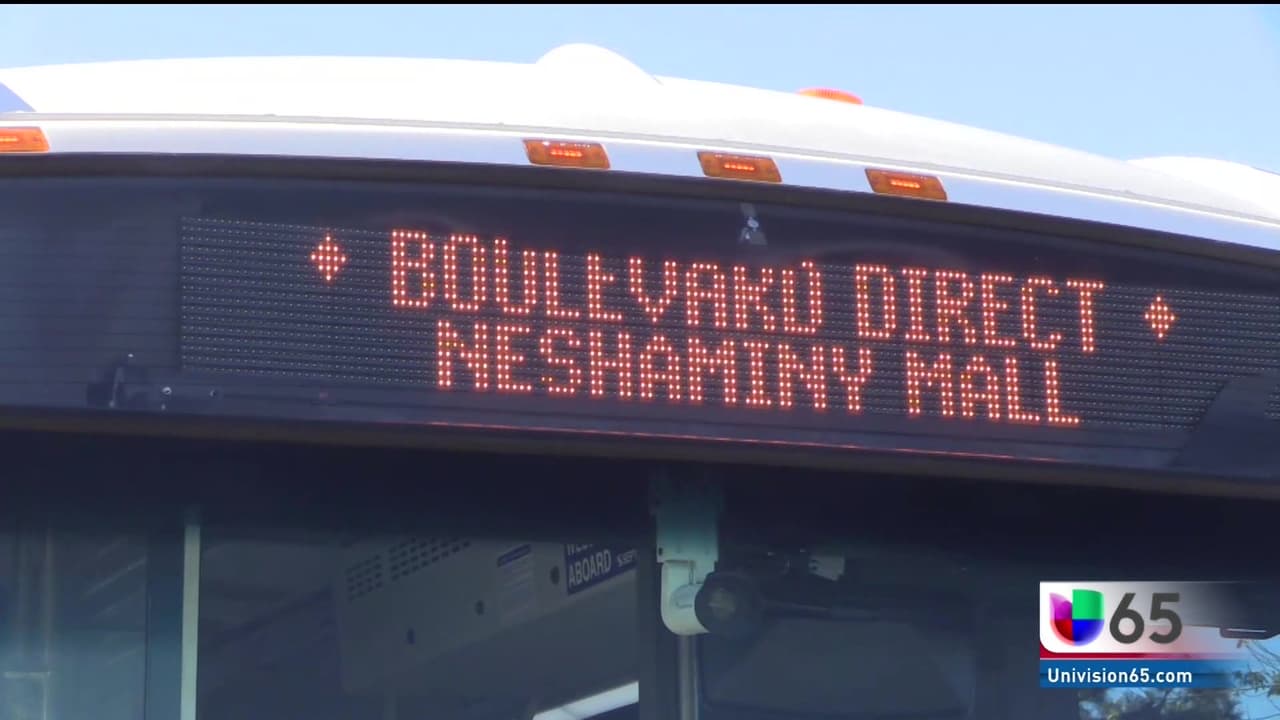 BOULEVARD DIRECT
NESHAMINY MALL
ABOARD
65
Univision65.com